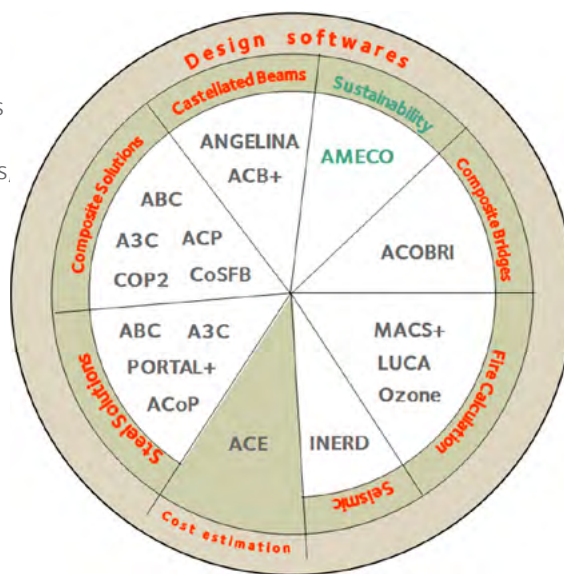 Design softwares
Castellated Beams
Sustainability
Composite Solutions
Composite Bridges
ANGELINA
ACB+
AMECO
ABC
A3C ACP
COP2 CoSFB
ACOBRI
ABC A3C
PORTAL+
ACoP
MACS+
LUCA
Ozone
ACE
INERD
Steel Solutions
Fire Calculation
Seismic
Cost estimation
s
s,